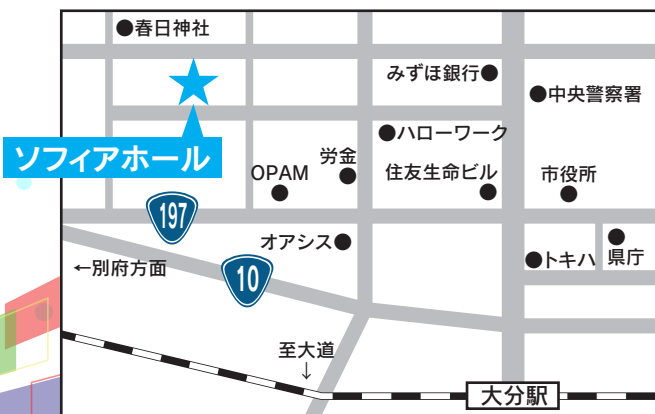 ●春日神社
みずほ銀行●
●中央警察署
●ハローワーク
ソフィアホール
OPAM
労金
住友生命ビル
市役所
197
オアシス●
●トキハ
県庁
←別府方面
10
至大道
↓
大分駅